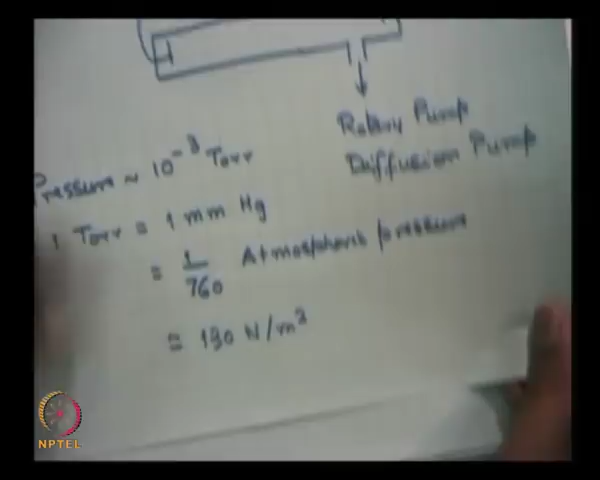 Rotary Pump
Diffusion Pump
Pressure ~ 10⁻³ Torr
1 Torr = 1 mm Hg
= 1/760 Atmospheric pressure
= 130 N/m²
NPTEL